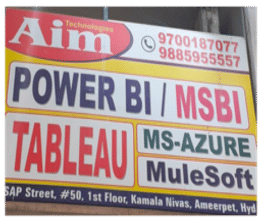 Technologies
Aim
9700187077
9885955557
POWER BI / MSBI
TABLEAU
MS-AZURE
MuleSoft
SAP Street, #50, 1st Floor, Kamala Nivas, Ameerpet, Hyd